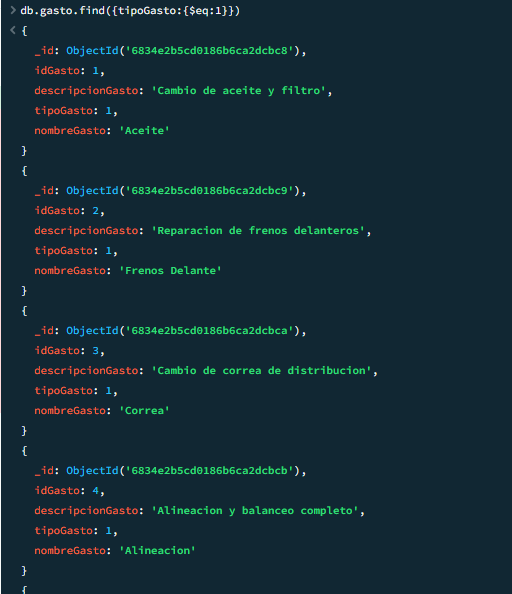 > db.gasto.find({tipoGasto:{$eq:1}})
< {
_id: ObjectId('6834e2b5cd0186b6ca2dcbc8'),
idGasto: 1,
descripcionGasto: 'Cambio de aceite y filtro',
tipoGasto: 1,
nombreGasto: 'Aceite'
}
{
_id: ObjectId('6834e2b5cd0186b6ca2dcbc9'),
idGasto: 2,
descripcionGasto: 'Reparacion de frenos delanteros',
tipoGasto: 1,
nombreGasto: 'Frenos Delante'
}
{
_id: ObjectId('6834e2b5cd0186b6ca2dcbca'),
idGasto: 3,
descripcionGasto: 'Cambio de correa de distribucion',
tipoGasto: 1,
nombreGasto: 'Correa'
}
{
_id: ObjectId('6834e2b5cd0186b6ca2dcbcb'),
idGasto: 4,
descripcionGasto: 'Alineacion y balanceo completo',
tipoGasto: 1,
nombreGasto: 'Alineacion'
}
{